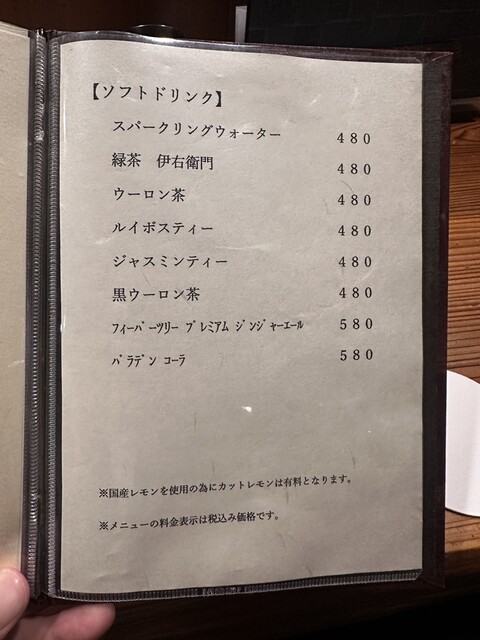 【ソフトドリンク】
スパークリングウォーター 480
緑茶 伊右衛門 480
ウーロン茶 480
ルイボスティー 480
ジャスミンティー 480
黒ウーロン茶 480
フィーバーツリー プレミアム ジンジャーエール 580
パラデン コーラ 580
※国産レモンを使用の為にカットレモンは有料となります。
※メニューの料金表示は税込み価格です。